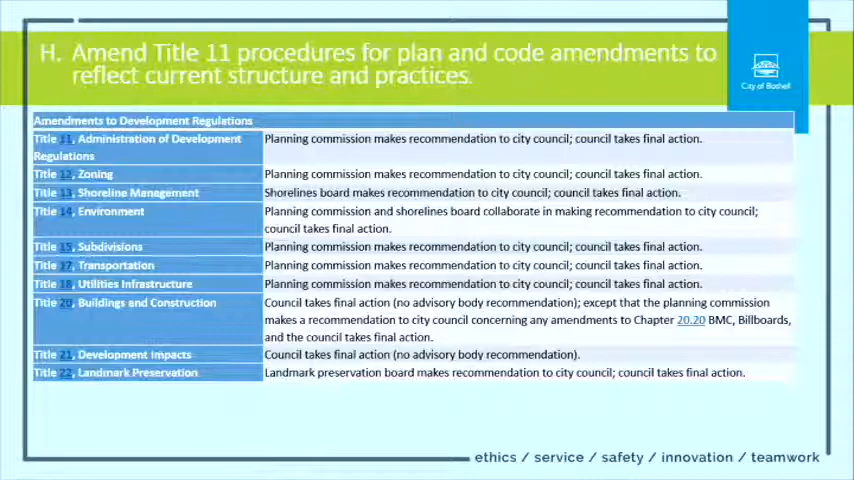 H. Amend Title 11 procedures for plan and code amendments to
reflect current structure and practices.
City of Bothell
Amendments to Development Regulations
Title 11, Administration of Development
Regulations
Planning commission makes recommendation to city council; council takes final action.
Title 12, Zoning
Planning commission makes recommendation to city council; council takes final action.
Title 13, Shoreline Management
Shorelines board makes recommendation to city council; council takes final action.
Title 14, Environment
Planning commission and shorelines board collaborate in making recommendation to city council;
council takes final action.
Title 15, Subdivisions
Planning commission makes recommendation to city council; council takes final action.
Title 17, Transportation
Planning commission makes recommendation to city council; council takes final action.
Title 18, Utilities Infrastructure
Planning commission makes recommendation to city council; council takes final action.
Title 20, Buildings and Construction
Council takes final action (no advisory body recommendation); except that the planning commission
makes a recommendation to city council concerning any amendments to Chapter 20.20 BMC, Billboards,
and the council takes final action.
Title 21, Development Impacts
Council takes final action (no advisory body recommendation).
Title 22, Landmark Preservation
Landmark preservation board makes recommendation to city council; council takes final action.
ethics / service / safety / innovation / teamwork